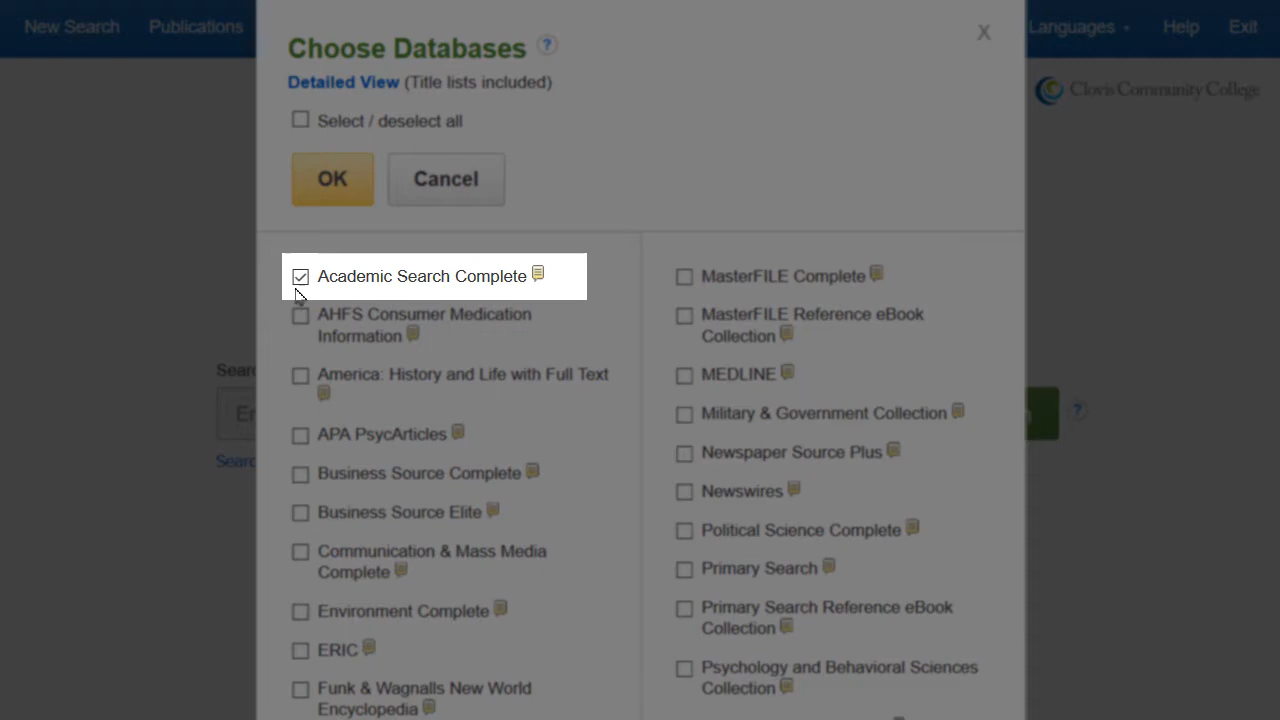 New Search Publications Languages Help Exit
Clovis Community College
Choose Databases ?
Detailed View (Title lists included)
Select / deselect all
OK Cancel
X
Academic Search Complete
AHFS Consumer Medication
Information
America: History and Life with Full Text
APA PsycArticles
Business Source Complete
Business Source Elite
Communication & Mass Media
Complete
Environment Complete
ERIC
Funk & Wagnalls New World
Encyclopedia
MasterFILE Complete
MasterFILE Reference eBook
Collection
MEDLINE
Military & Government Collection
Newspaper Source Plus
Newswires
Political Science Complete
Primary Search
Primary Search Reference eBook
Collection
Psychology and Behavioral Sciences
Collection
?